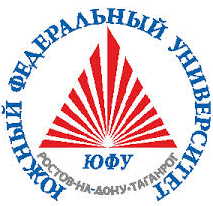 ЮЖНЫЙ ФЕДЕРАЛЬНЫЙ УНИВЕРСИТЕТ
ЮФУ
РОСТОВ-НА-ДОНУ•ТАГАНРОГ